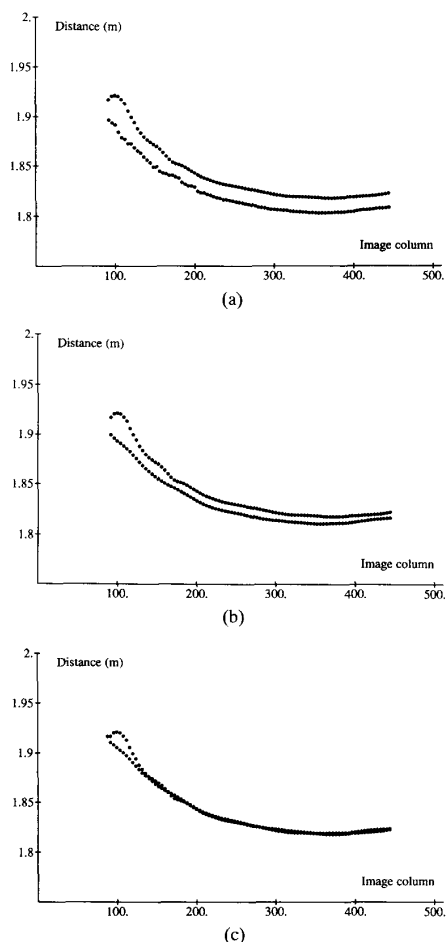 2.
Distance (m)
1.95
1.9
1.85
1.8
Image column
100. 200. 300. 400. 500.
(a)
2.
Distance (m)
1.95
1.9
1.85
1.8
Image column
100. 200. 300. 400. 500.
(b)
2.
Distance (m)
1.95
1.9
1.85
1.8
Image column
100. 200. 300. 400. 500.
(c)